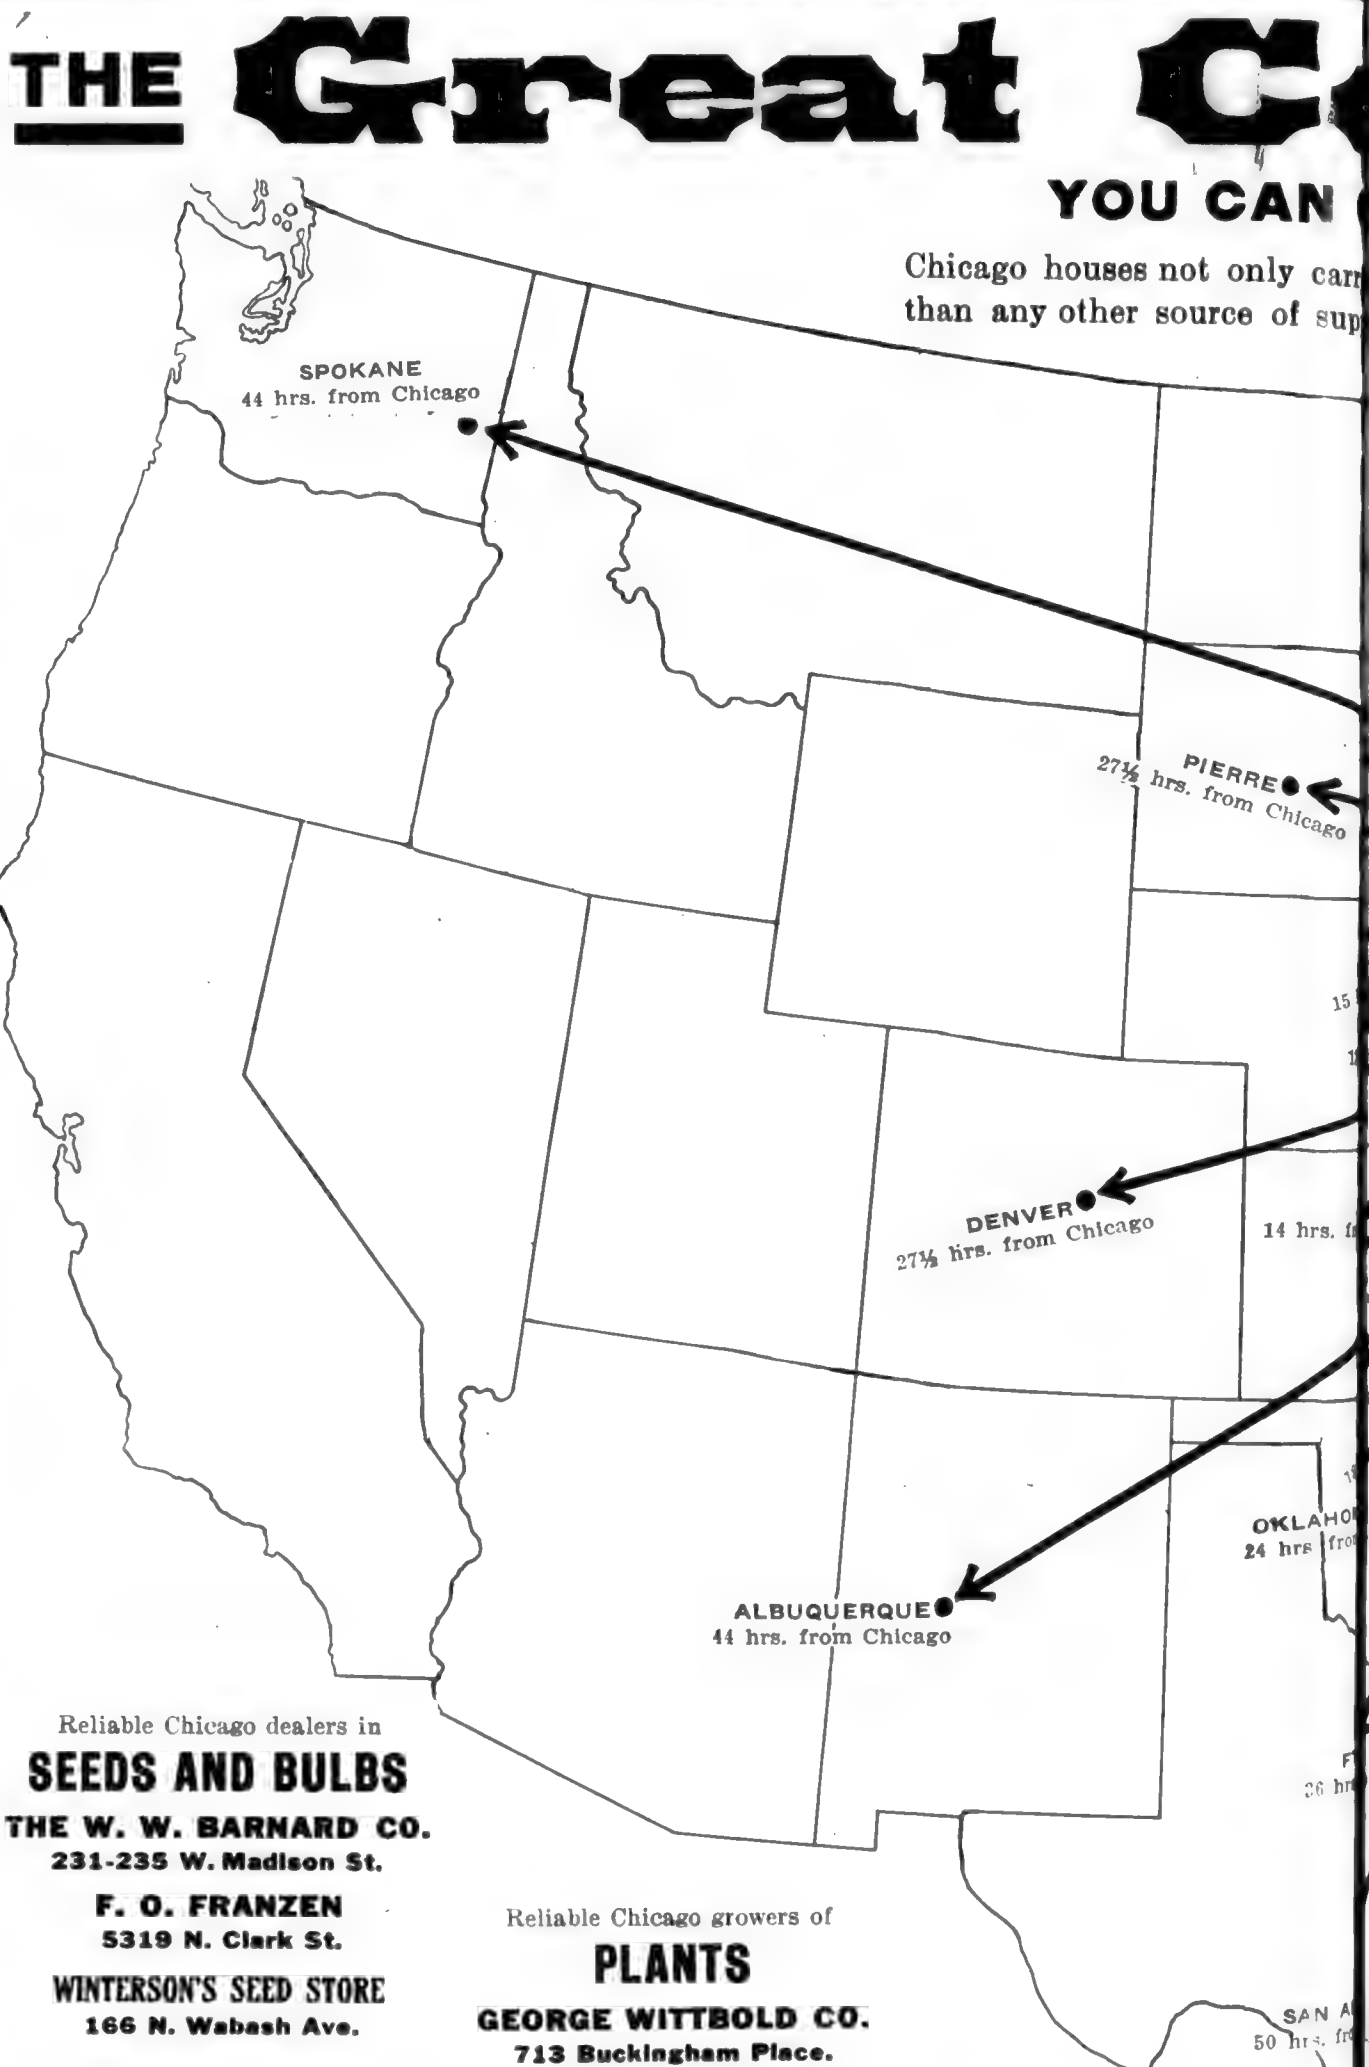 THE Great
YOU CAN
Chicago houses not only
than any other source of
SPOKANE
44 hrs. from Chicago
PIERRE
27½ hrs. from Chicago
15
DENVER
27½ hrs. from Chicago
14 hrs.
24 hrs
ALBUQUERQUE
44 hrs. from Chicago
SAN
50 hrs.
Reliable Chicago dealers in
SEEDS AND BULBS
THE W. W. BARNARD CO.
231-235 W. Madison St.
F. O. FRANZEN
5319 N. Clark St.
WINTERSON'S SEED STORE
166 N. Wabash Ave.
Reliable Chicago growers of
PLANTS
GEORGE WITTBOLD CO.
713 Buckingham Place.